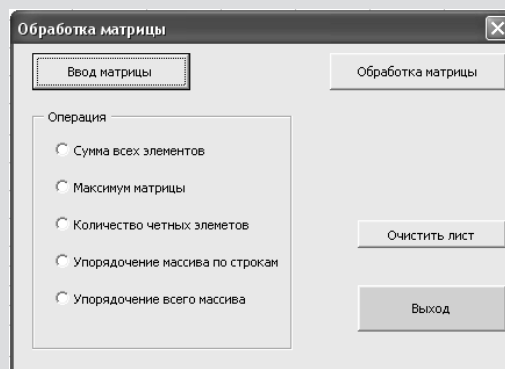 Обработка матрицы
Ввод матрицы
Обработка матрицы
Операция
Сумма всех элементов
Максимум матрицы
Количество четных элеметов
Упорядочение массива по строкам
Упорядочение всего массива
Очистить лист
Выход